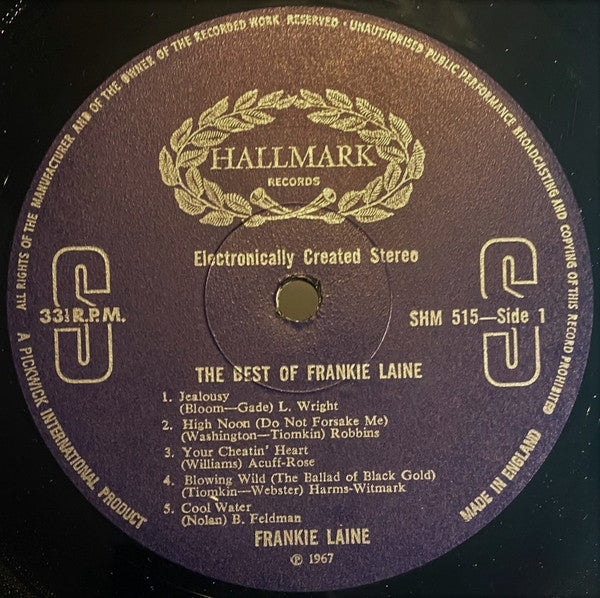 ALL RIGHTS OF THE MANUFACTURER AND OF THE OWNER OF THE RECORDED WORK RESERVED · UNAUTHORISED PUBLIC PERFORMANCE BROADCASTING AND COPYING OF THIS RECORD PROHIBITED
HALLMARK
RECORDS
Electronically Created Stereo
S
33⅓ R.P.M.
S
SHM 515—Side 1
THE BEST OF FRANKIE LAINE
1. Jealousy
(Bloom—Gade) L. Wright
2. High Noon (Do Not Forsake Me)
(Washington—Tiomkin) Robbins
3. Your Cheatin' Heart
(Williams) Acuff-Rose
4. Blowing Wild (The Ballad of Black Gold)
(Tiomkin—Webster) Harms-Witmark
5. Cool Water
(Nolan) B. Feldman
FRANKIE LAINE
℗ 1967
A PICKWICK INTERNATIONAL PRODUCT
MADE IN ENGLAND